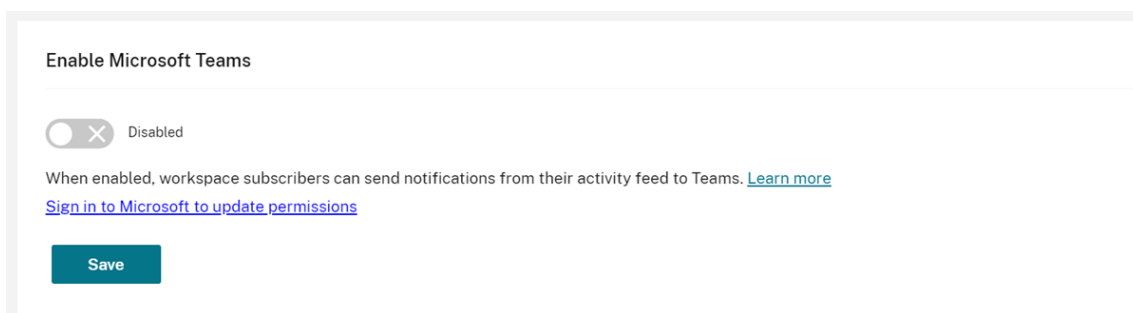 Enable Microsoft Teams
Disabled
When enabled, workspace subscribers can send notifications from their activity feed to Teams. Learn more
Sign in to Microsoft to update permissions
Save